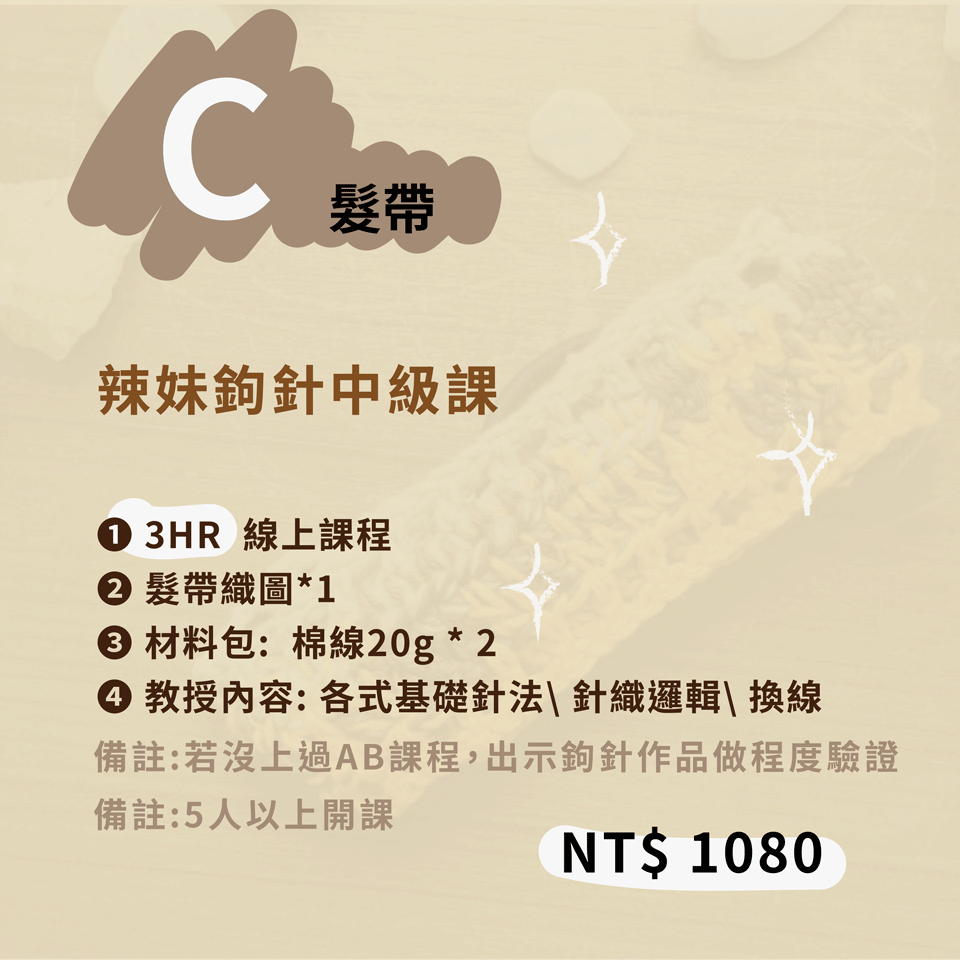 C
髮帶
辣妹鉤針中級課
❶ 3HR 線上課程
❷ 髮帶織圖*1
❸ 材料包: 棉線20g * 2
❹ 教授內容: 各式基礎針法\ 針織邏輯\ 換線
備註:若沒上過AB課程,出示鉤針作品做程度驗證
備註:5人以上開課
NT$ 1080